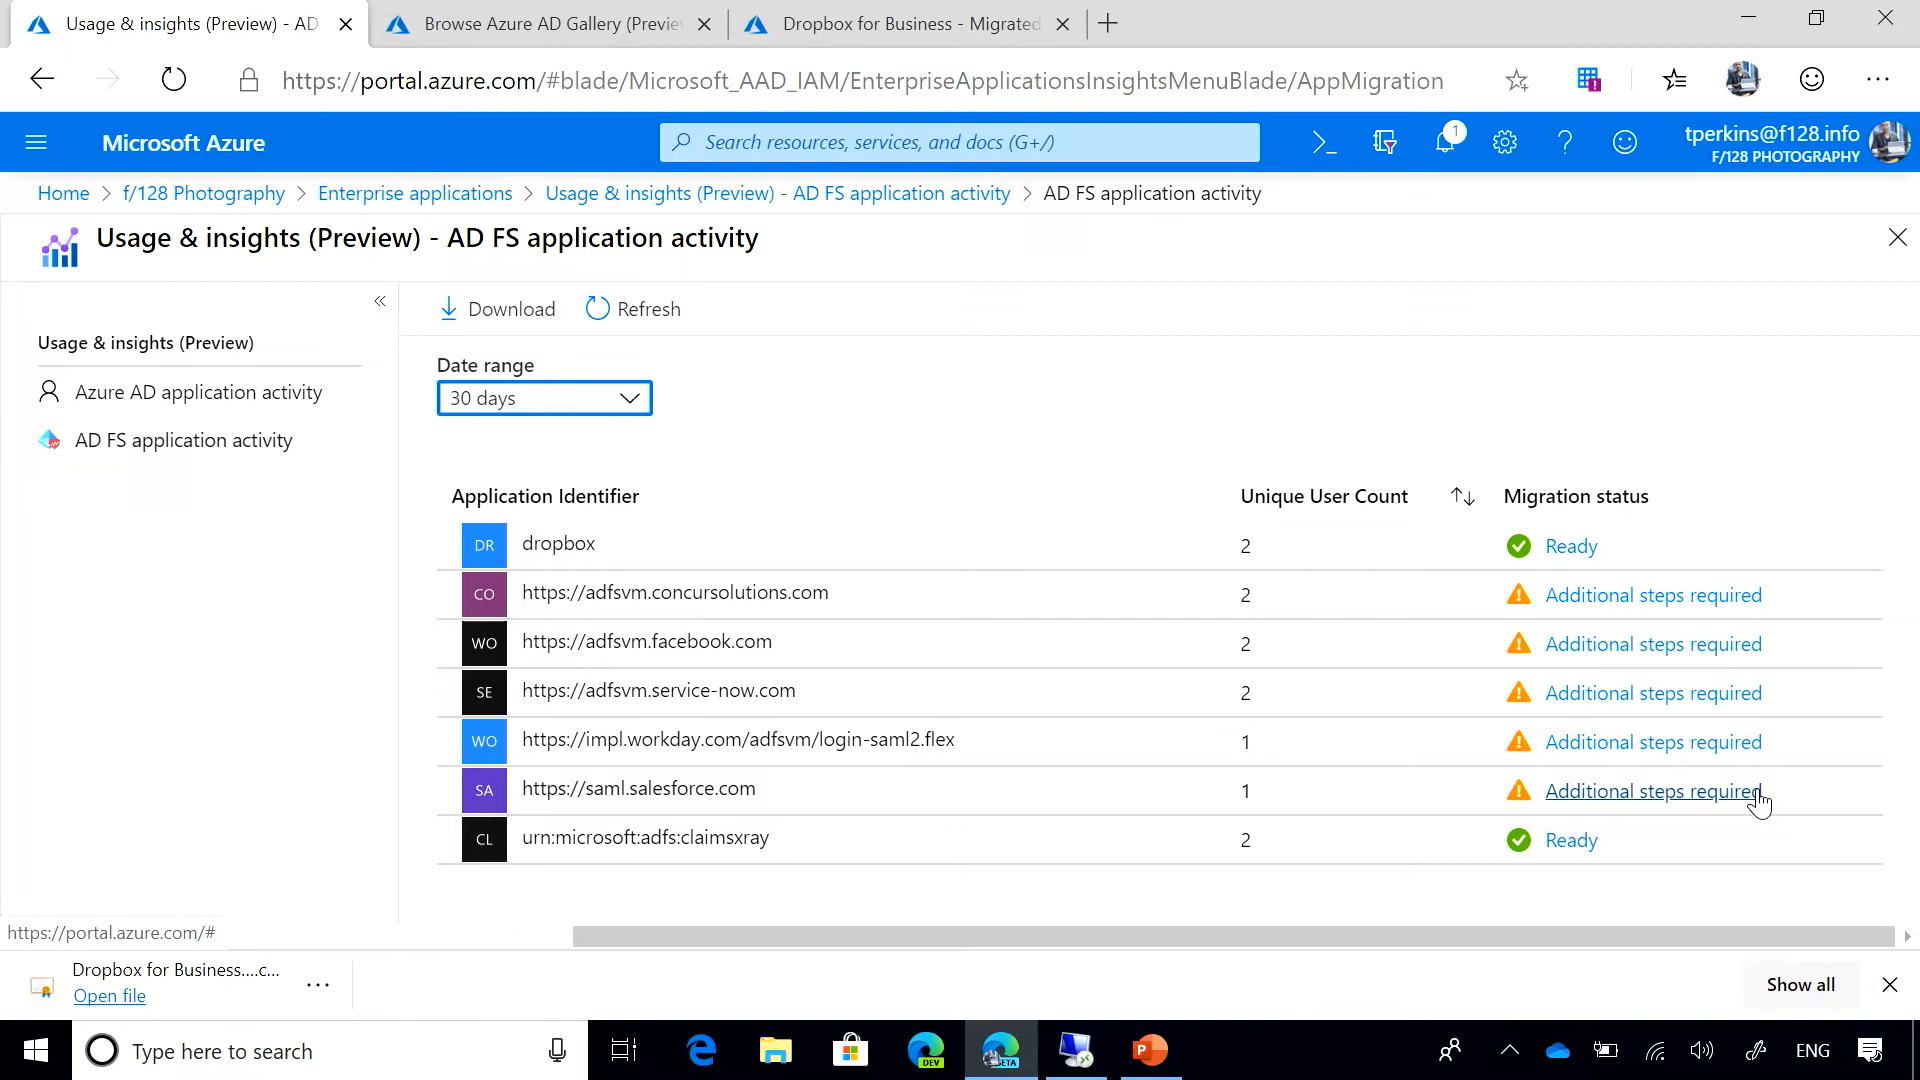 Usage & insights (Preview) - AD
Browse Azure AD Gallery (Previe
Dropbox for Business - Migrated
https://portal.azure.com/#blade/Microsoft_AAD_IAM/EnterpriseApplicationsInsightsMenuBlade/AppMigration
Microsoft Azure
Search resources, services, and docs (G+/)
1
tperkins@f128.info
F/128 PHOTOGRAPHY
Home > f/128 Photography > Enterprise applications > Usage & insights (Preview) - AD FS application activity > AD FS application activity
Usage & insights (Preview) - AD FS application activity
Download
Refresh
Usage & insights (Preview)
Azure AD application activity
AD FS application activity
Date range
30 days
Application Identifier
Unique User Count
Migration status
DR dropbox 2 Ready
CO https://adfsvm.concursolutions.com 2 Additional steps required
WO https://adfsvm.facebook.com 2 Additional steps required
SE https://adfsvm.service-now.com 2 Additional steps required
WO https://impl.workday.com/adfsvm/login-saml2.flex 1 Additional steps required
SA https://saml.salesforce.com 1 Additional steps required
CL urn:microsoft:adfs:claimsxray 2 Ready
https://portal.azure.com/#
Dropbox for Business....c...
Open file
Show all
Type here to search
DEV
BETA
P
ENG